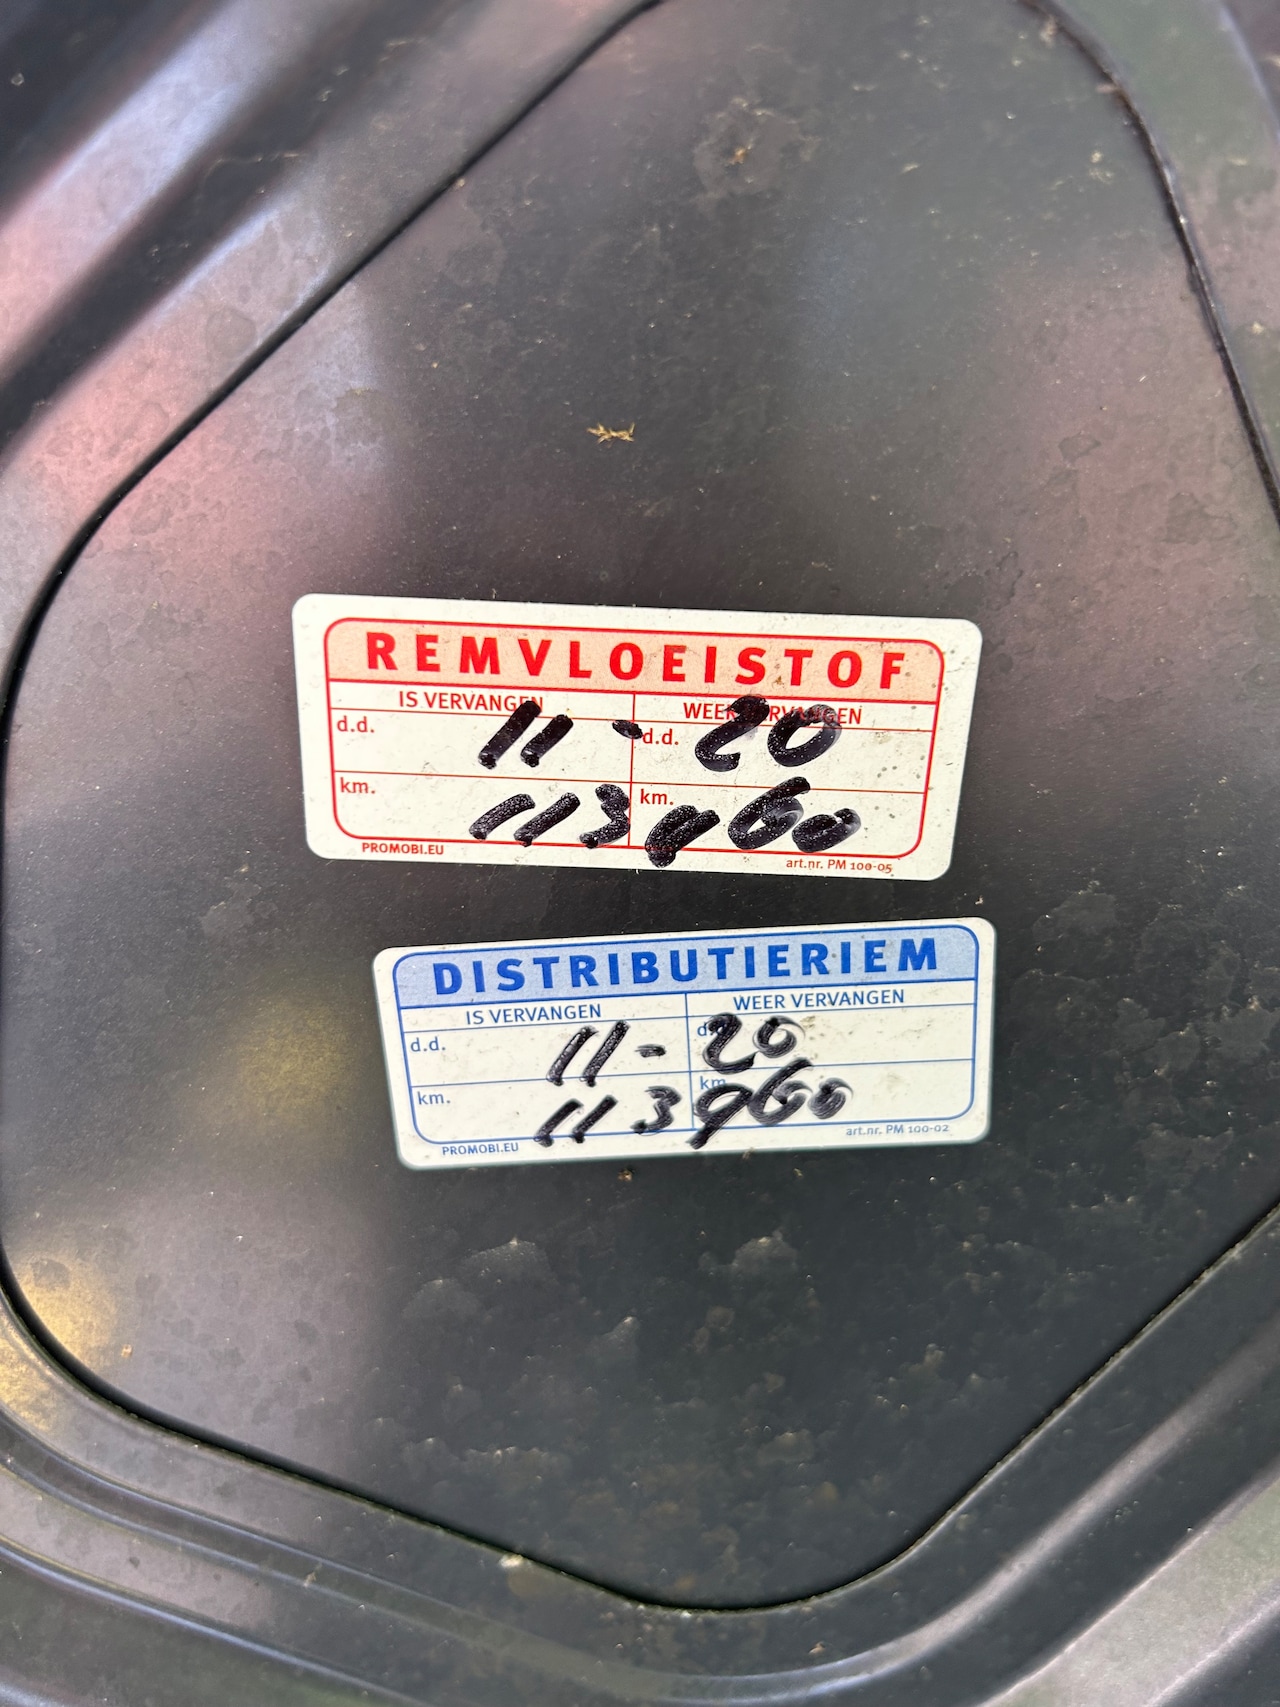 REMVLOEISTOF
IS VERVANGEN WEER VERVANGEN
d.d. 11 - d.d. 20
km. 113960 km.
PROMOBI.EU art.nr. PM 100-05
DISTRIBUTIERIEM
IS VERVANGEN WEER VERVANGEN
d.d. 11 - 20 d.d.
km. 113960 km.
PROMOBI.EU art.nr. PM 100-02